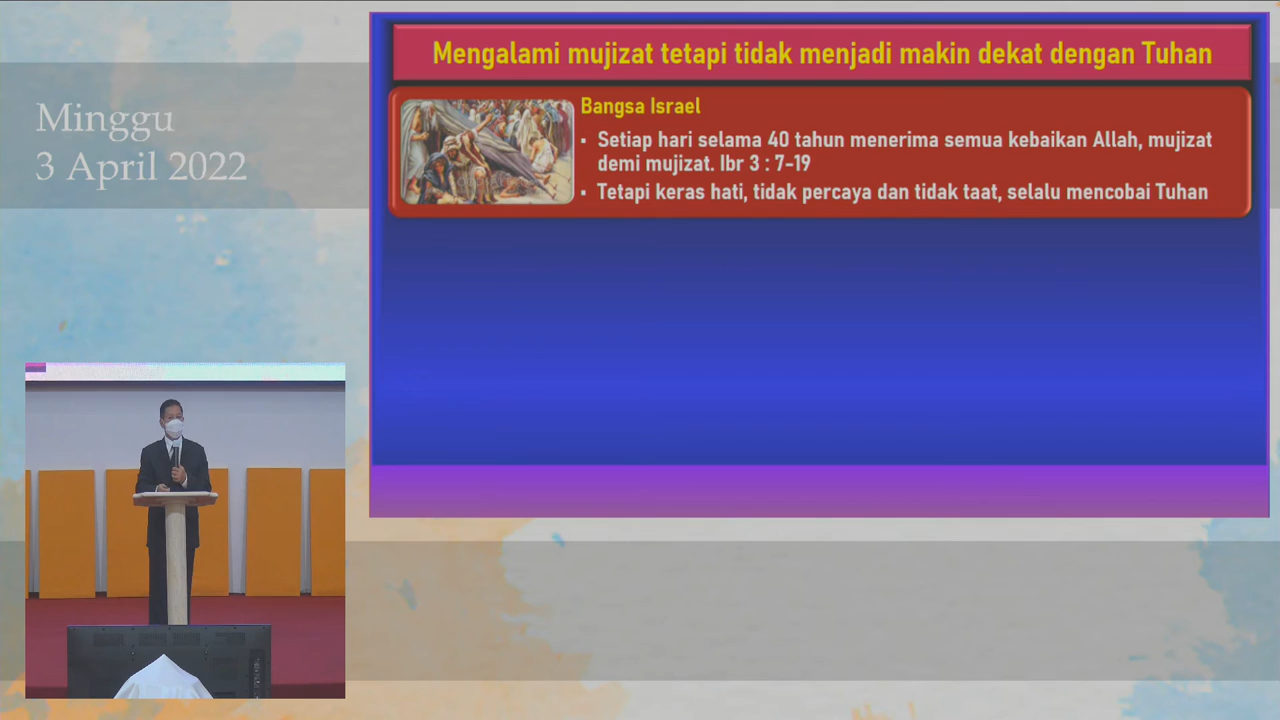 Minggu
3 April 2022
Mengalami mujizat tetapi tidak menjadi makin dekat dengan Tuhan
Bangsa Israel
▪ Setiap hari selama 40 tahun menerima semua kebaikan Allah, mujizat
demi mujizat. Ibr 3 : 7-19
▪ Tetapi keras hati, tidak percaya dan tidak taat, selalu mencobai Tuhan